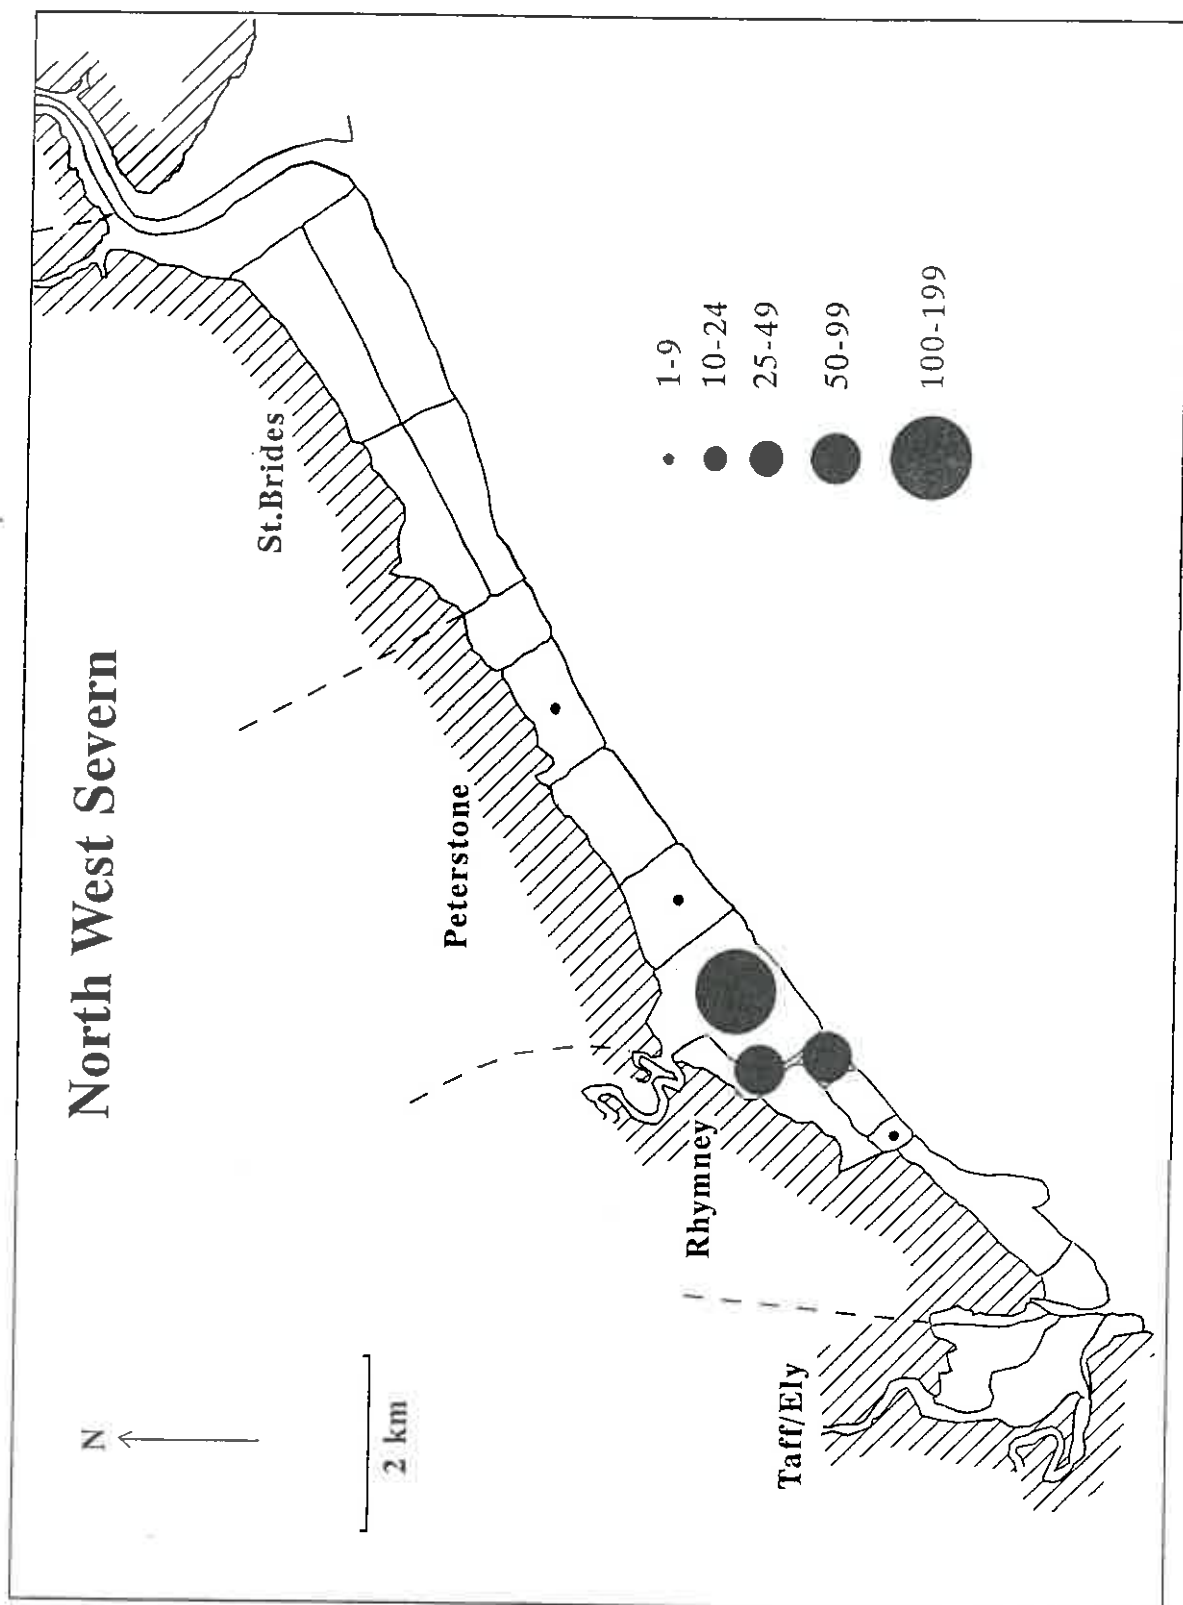 North West Severn
N
2 km
St.Brides
Peterstone
Rhymney
Taff/Ely
1-9
10-24
25-49
50-99
100-199